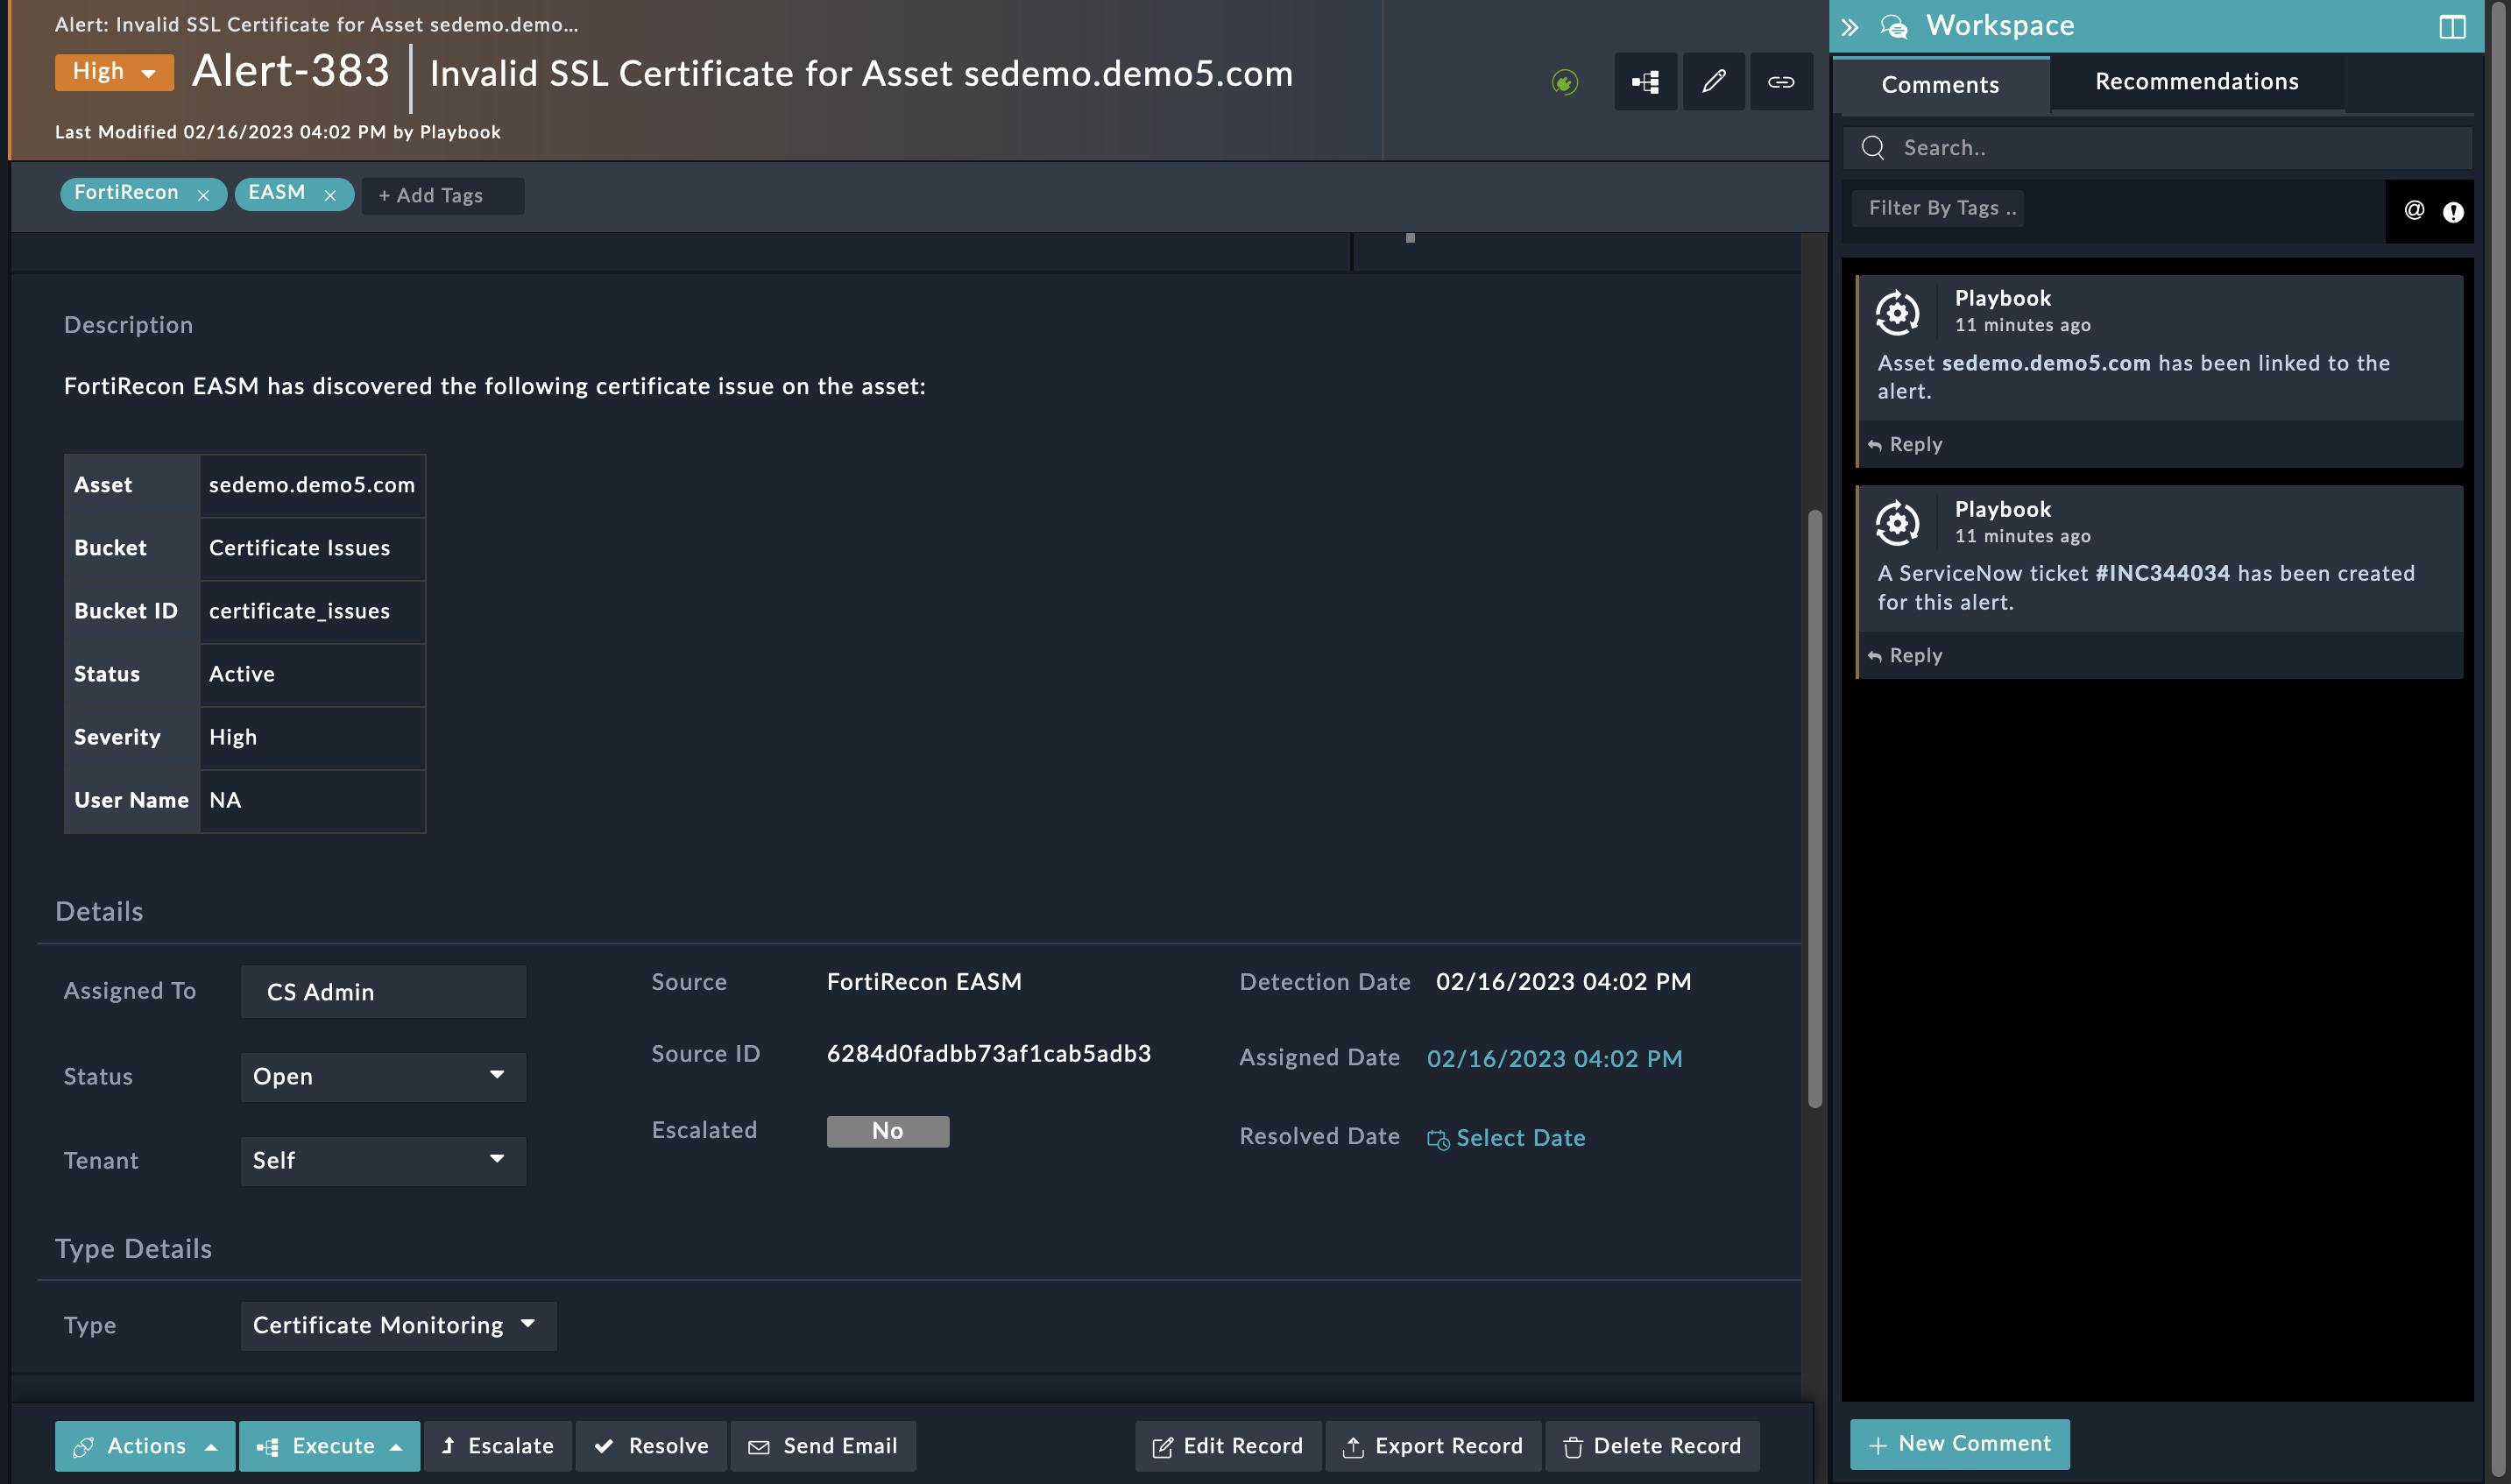 Alert: Invalid SSL Certificate for Asset sedemo.demo...
High Alert-383 Invalid SSL Certificate for Asset sedemo.demo5.com
Last Modified 02/16/2023 04:02 PM by Playbook
FortiRecon × EASM × + Add Tags
Description
FortiRecon EASM has discovered the following certificate issue on the asset:
Asset sedemo.demo5.com
Bucket Certificate Issues
Bucket ID certificate_issues
Status Active
Severity High
User Name NA
Details
Assigned To CS Admin
Status Open
Tenant Self
Source FortiRecon EASM
Source ID 6284d0fadbb73af1cab5adb3
Escalated No
Detection Date 02/16/2023 04:02 PM
Assigned Date 02/16/2023 04:02 PM
Resolved Date Select Date
Type Details
Type Certificate Monitoring
Actions Execute Escalate Resolve Send Email Edit Record Export Record Delete Record
Workspace
Comments Recommendations
Search..
Filter By Tags .. @
Playbook
11 minutes ago
Asset sedemo.demo5.com has been linked to the
alert.
Reply
Playbook
11 minutes ago
A ServiceNow ticket #INC344034 has been created
for this alert.
Reply
+ New Comment